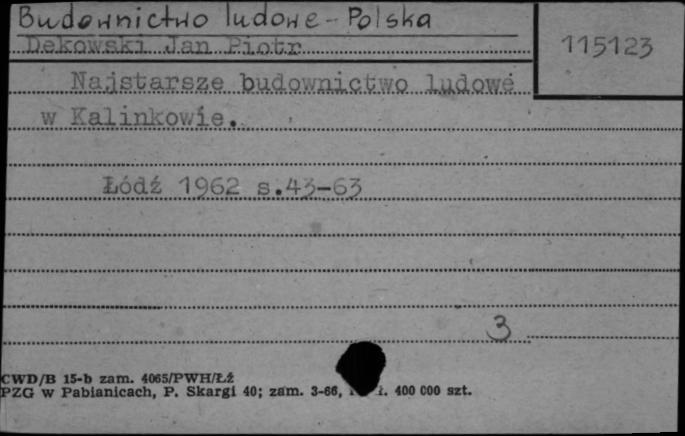 Budownictwo ludowe - Polska
Dekowski Jan Piotr
115123
Najstarsze budownictwo ludowe
w Kalinkowie.
Łódź 1962 s.43-63
3
CWD/B 15-b zam. 4065/PWH/Łź
PZG w Pabianicach, P. Skargi 40; zam. 3-66, ł. 400 000 szt.